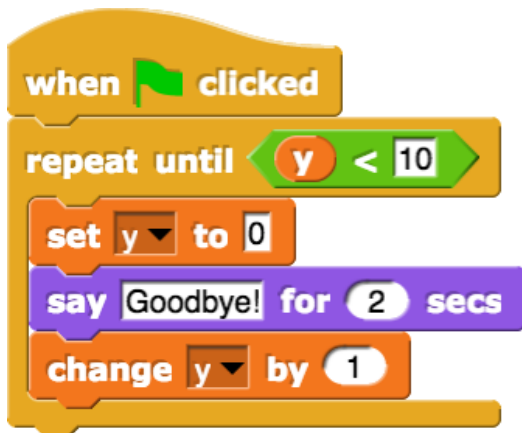 when clicked
repeat until y < 10
set y to 0
say Goodbye! for 2 secs
change y by 1